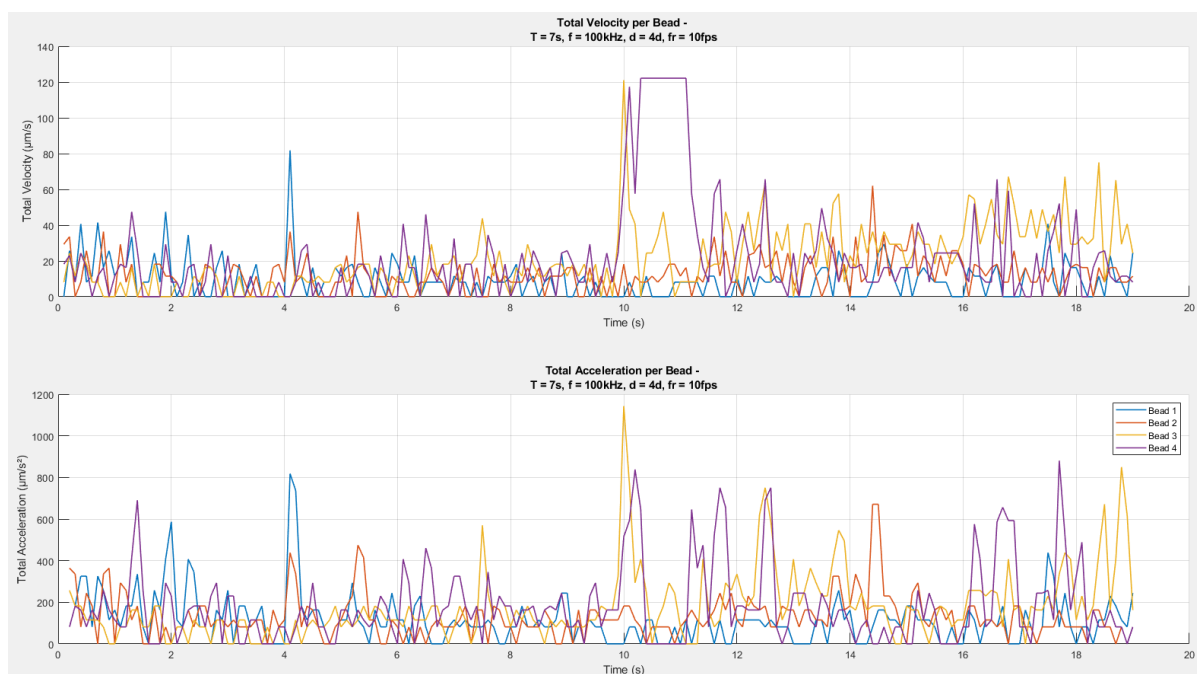 Total Velocity per Bead -
T = 7s, f = 100kHz, d = 4d, fr = 10fps
140
120
100
80
60
40
20
0
Total Velocity (µm/s)
0 2 4 6 8 10 12 14 16 18 20
Time (s)
Total Acceleration per Bead -
T = 7s, f = 100kHz, d = 4d, fr = 10fps
1200
1000
800
600
400
200
0
Total Acceleration (µm/s²)
Bead 1
Bead 2
Bead 3
Bead 4
0 2 4 6 8 10 12 14 16 18 20
Time (s)